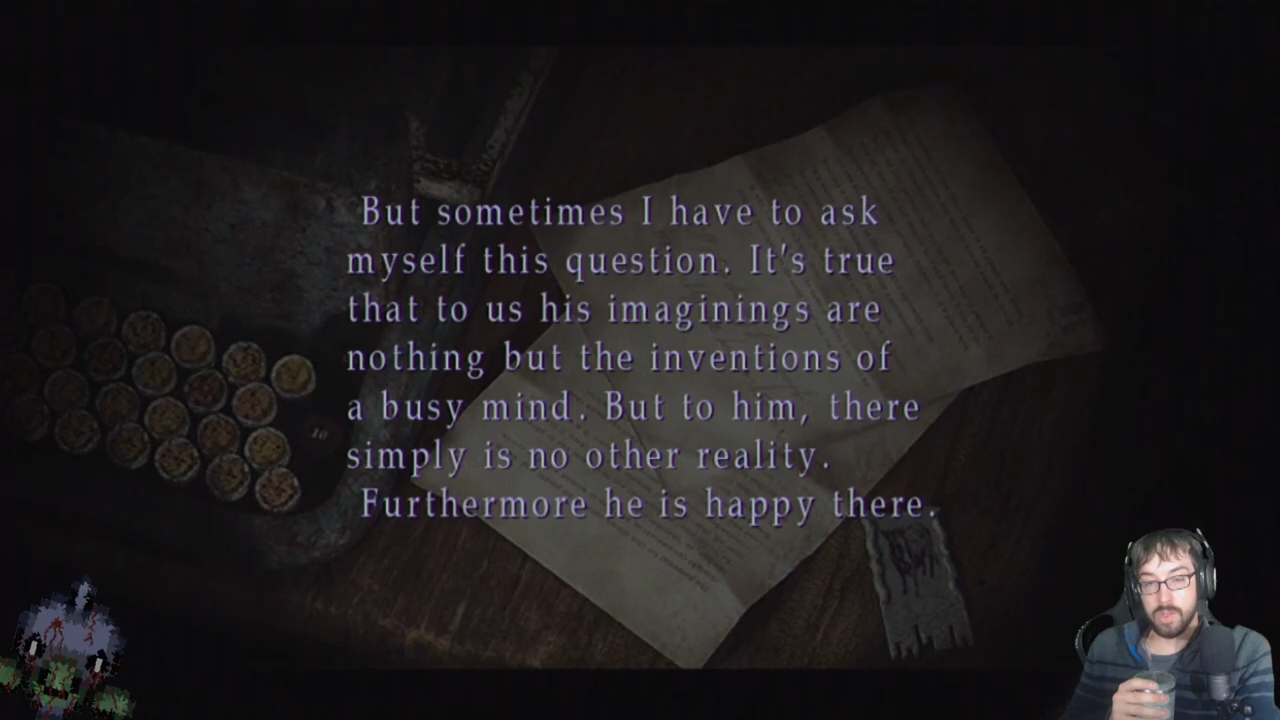 But sometimes I have to ask
myself this question. It's true
that to us his imaginings are
nothing but the inventions of
a busy mind. But to him, there
simply is no other reality.
Furthermore he is happy there.
10